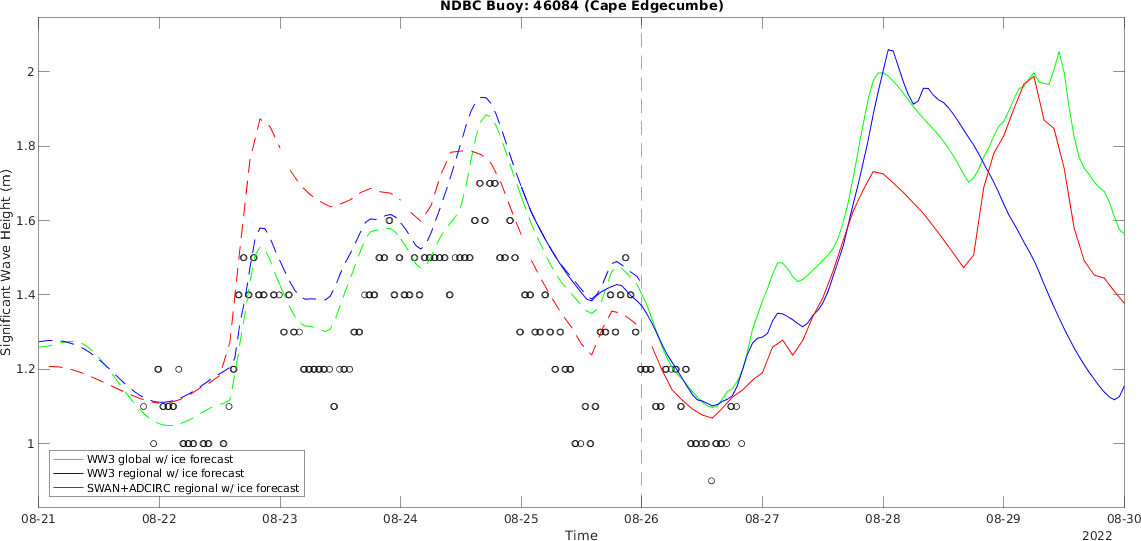 NDBC Buoy: 46084 (Cape Edgecumbe)
Significant Wave Height (m)
2
1.8
1.6
1.4
1.2
1
WW3 global w/ ice forecast
WW3 regional w/ ice forecast
SWAN+ADCIRC regional w/ ice forecast
08-21 08-22 08-23 08-24 08-25 08-26 08-27 08-28 08-29 08-30
Time
2022